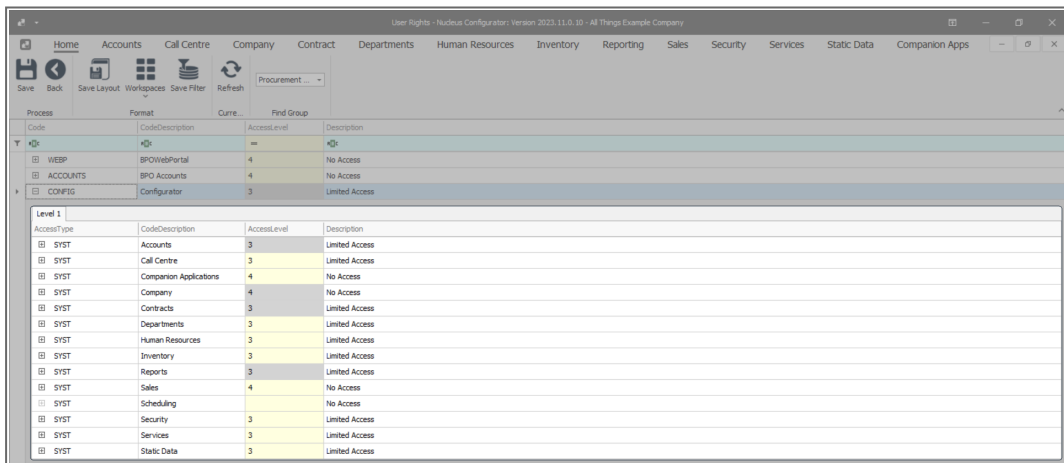 User Rights - Nucleus Configurator: Version 2023.11.0.10 - All Things Example Company
Home Accounts Call Centre Company Contract Departments Human Resources Inventory Reporting Sales Security Services Static Data Companion Apps
Save Back Save Layout Workspaces Save Filter Refresh Procurement ...
Process Format Curre... Find Group
Code CodeDescription AccessLevel Description
=
WEBP BPOWebPortal 4 No Access
ACCOUNTS BPO Accounts 4 No Access
CONFIG Configurator 3 Limited Access
Level 1
AccessType CodeDescription AccessLevel Description
SYST Accounts 3 Limited Access
SYST Call Centre 3 Limited Access
SYST Companion Applications 4 No Access
SYST Company 4 No Access
SYST Contracts 3 Limited Access
SYST Departments 3 Limited Access
SYST Human Resources 3 Limited Access
SYST Inventory 3 Limited Access
SYST Reports 3 Limited Access
SYST Sales 4 No Access
SYST Scheduling No Access
SYST Security 3 Limited Access
SYST Services 3 Limited Access
SYST Static Data 3 Limited Access